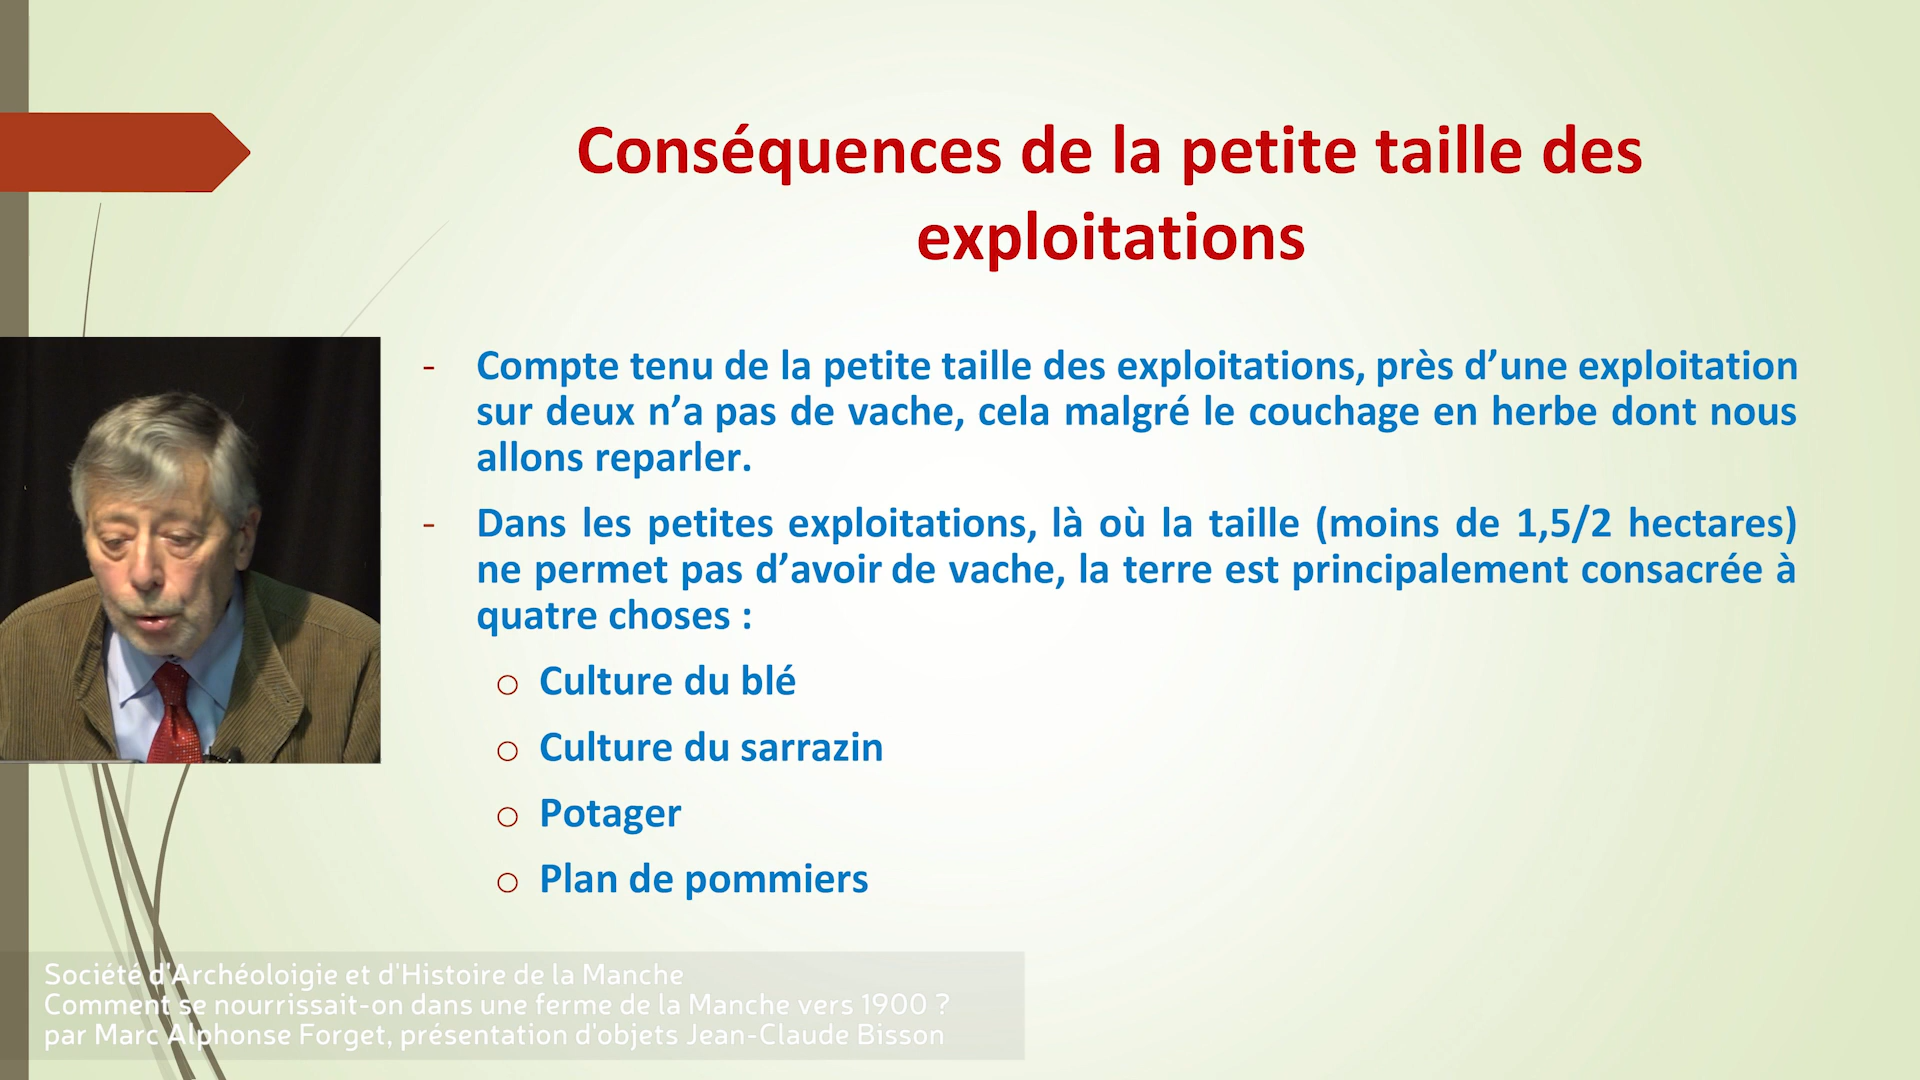 Conséquences de la petite taille des
exploitations
- Compte tenu de la petite taille des exploitations, près d’une exploitation
sur deux n’a pas de vache, cela malgré le couchage en herbe dont nous
allons reparler.
- Dans les petites exploitations, là où la taille (moins de 1,5/2 hectares)
ne permet pas d’avoir de vache, la terre est principalement consacrée à
quatre choses :
o Culture du blé
o Culture du sarrazin
o Potager
o Plan de pommiers
Société d'Archéoloigie et d'Histoire de la Manche
Comment se nourrissait-on dans une ferme de la Manche vers 1900 ?
par Marc Alphonse Forget, présentation d'objets Jean-Claude Bisson